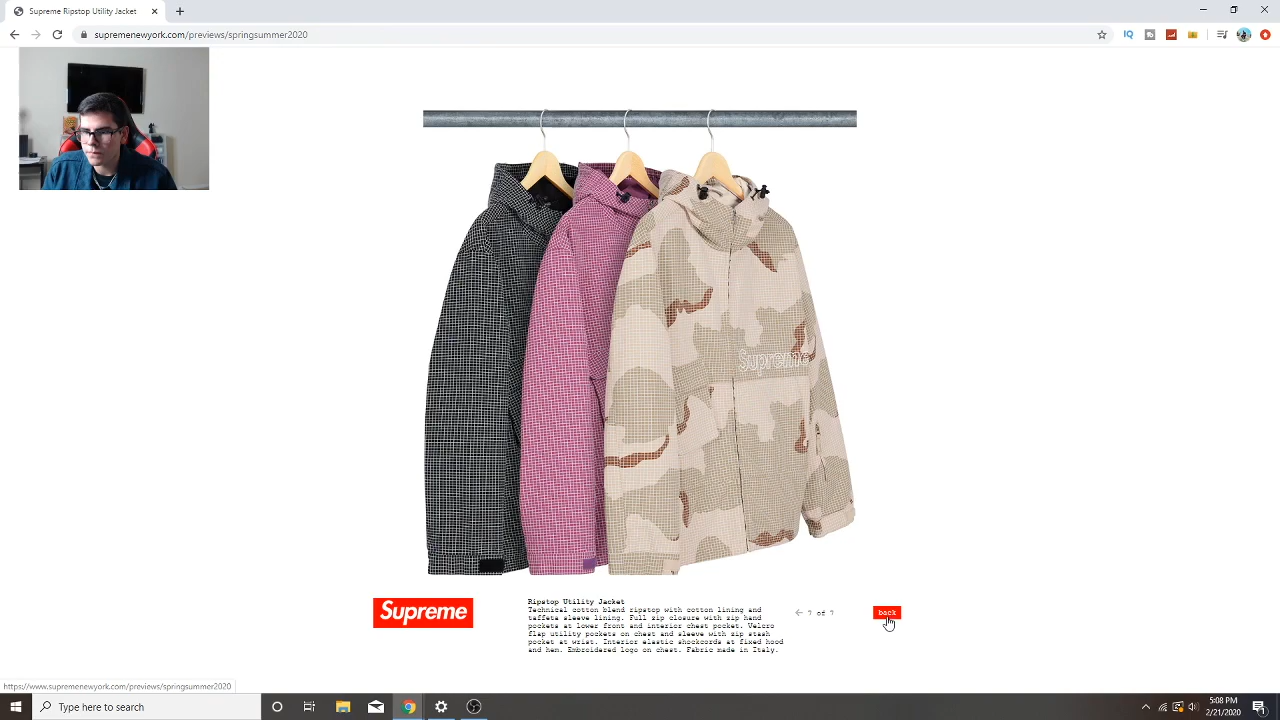 Supreme Ripstop Utility Jacket
supremenewyork.com/previews/springsummer2020
IQ
Supreme
Supreme
Ripstop Utility Jacket
Technical cotton blend ripstop with cotton lining and
taffeta sleeve lining. Full zip closure with zip hand
pockets at lower front and interior chest pocket. Velcro
flap utility pockets on chest and sleeve with zip stash
pocket at wrist. Interior elastic shockcords at fixed hood
and hem. Embroidered logo on chest. Fabric made in Italy.
7 of 7
back
https://www.supremenewyork.com/previews/springsummer2020
Type here to search
5:08 PM
2/21/2020